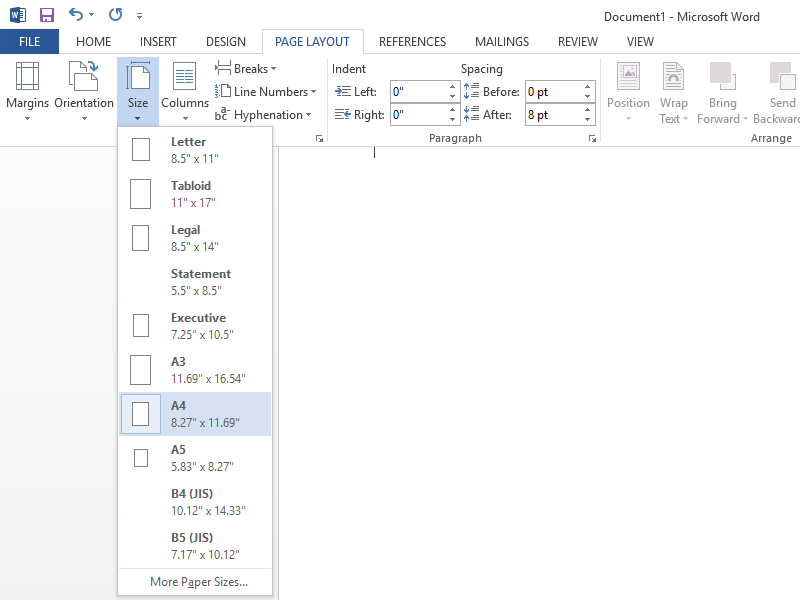 Document1 - Microsoft Word
FILE HOME INSERT DESIGN PAGE LAYOUT REFERENCES MAILINGS REVIEW VIEW
Margins Orientation Size Columns
Breaks
Line Numbers
Hyphenation
Indent Spacing
Left: 0" Before: 0 pt
Right: 0" After: 8 pt
Paragraph
Position Wrap Text Bring Forward Send Backward
Arrange
Letter
8.5" x 11"
Tabloid
11" x 17"
Legal
8.5" x 14"
Statement
5.5" x 8.5"
Executive
7.25" x 10.5"
A3
11.69" x 16.54"
A4
8.27" x 11.69"
A5
5.83" x 8.27"
B4 (JIS)
10.12" x 14.33"
B5 (JIS)
7.17" x 10.12"
More Paper Sizes...